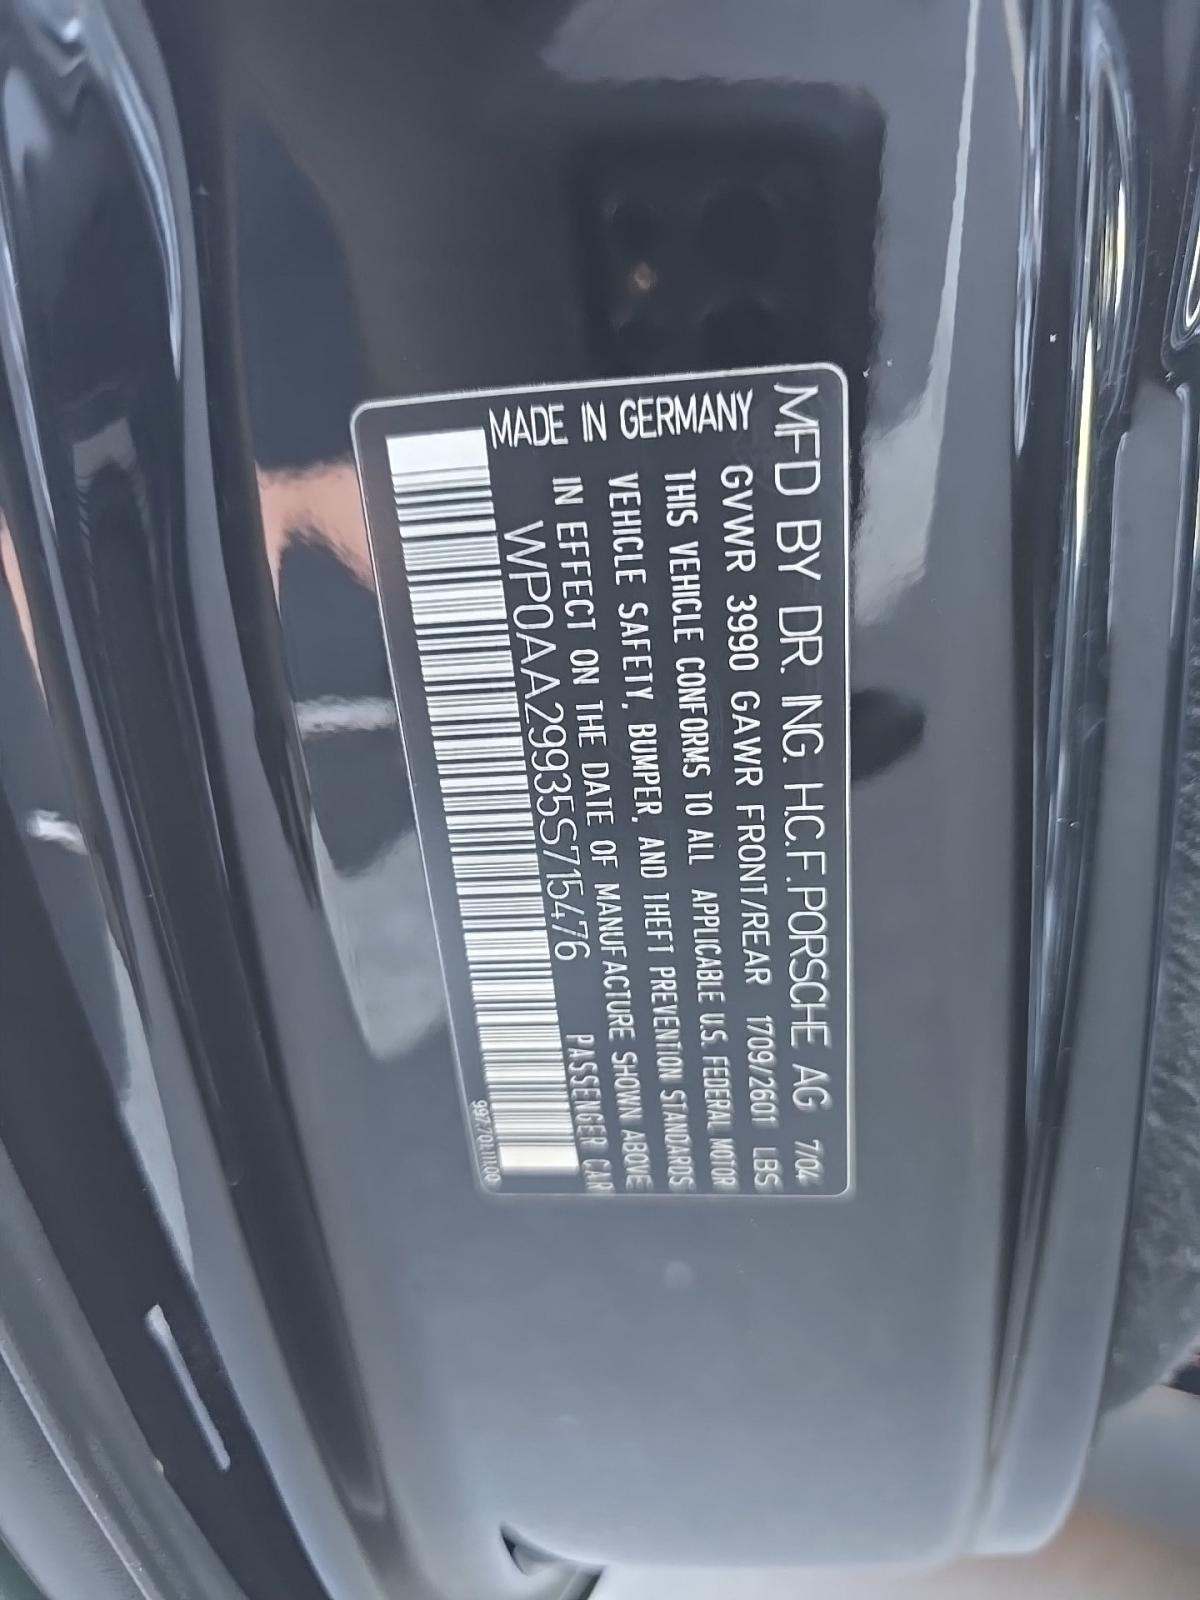 MFD BY DR. ING. H.C.F.PORSCHE AG 7/04
GVWR 3990 GAWR FRONT/REAR 1709/2601 LBS
THIS VEHICLE CONFORMS TO ALL APPLICABLE U.S. FEDERAL MOTOR
VEHICLE SAFETY, BUMPER, AND THEFT PREVENTION STANDARDS
IN EFFECT ON THE DATE OF MANUFACTURE SHOWN ABOVE
MADE IN GERMANY
WP0AA29935S715476 PASSENGER CAR